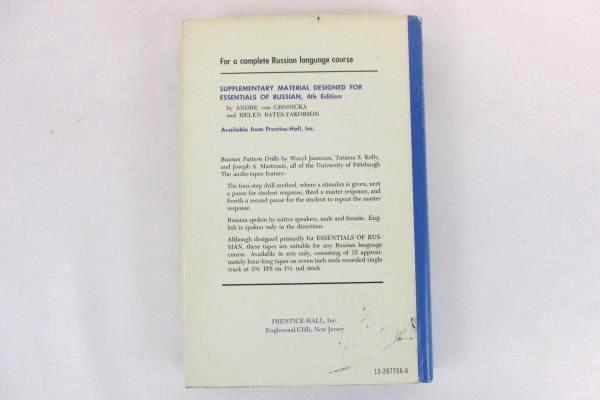 For a complete Russian language course
SUPPLEMENTARY MATERIAL DESIGNED FOR
ESSENTIALS OF RUSSIAN, 4th Edition
by ANDRE von GRONICKA
and HELEN BATES-YAKOBSON
Available from Prentice-Hall, Inc.
Russian Pattern Drills by Wasyl Jaszczun, Tatiana S. Kelly,
and Joseph A. Mastronie, all of the University of Pittsburgh
The audio-tapes feature:
The four-step drill method, where a stimulus is given, next
a pause for student response, third a master response, and
fourth a second pause for the student to repeat the master
response
Russian spoken by native speakers, male and female. Eng-
lish is spoken only in the directions
Although designed primarily for ESSENTIALS OF RUS-
SIAN, these tapes are suitable for any Russian language
course. Available in sets only, consisting of 15 approxi-
mately hour-long tapes on seven inch reels recorded single
track at 3¾ IPS on 1½ mil stock
PRENTICE-HALL, Inc.
Englewood Cliffs, New Jersey
13-287706-6